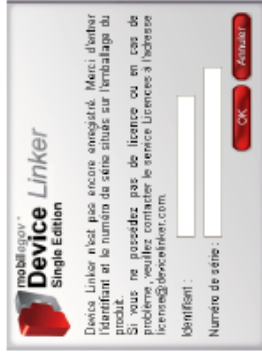 mobilegov
Device Linker
Single Edition
Device Linker n'est pas encore enregistré. Merci d'entrer
l'identifiant et le numéro de série situés sur l'emballage du
produit.
Si vous ne possédez pas de licence ou en cas de
problème, veuillez contacter le service Licences à l'adresse
license@devicelinker.com.
Identifiant :
Numéro de série :
OK
Annuler